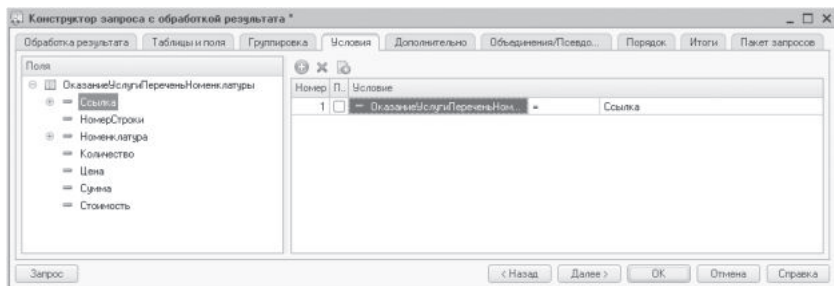 Конструктор запроса с обработкой результата *
Обработка результата Таблицы и поля Группировка Условия Дополнительно Объединения/Псевдо... Порядок Итоги Пакет запросов
Поля
ОказаниеУслугиПереченьНоменклатуры
Ссылка
НомерСтроки
Номенклатура
Количество
Цена
Сумма
Стоимость
Номер П.. Условие
1 ОказаниеУслугиПереченьНом... = Ссылка
Запрос < Назад Далее > ОК Отмена Справка